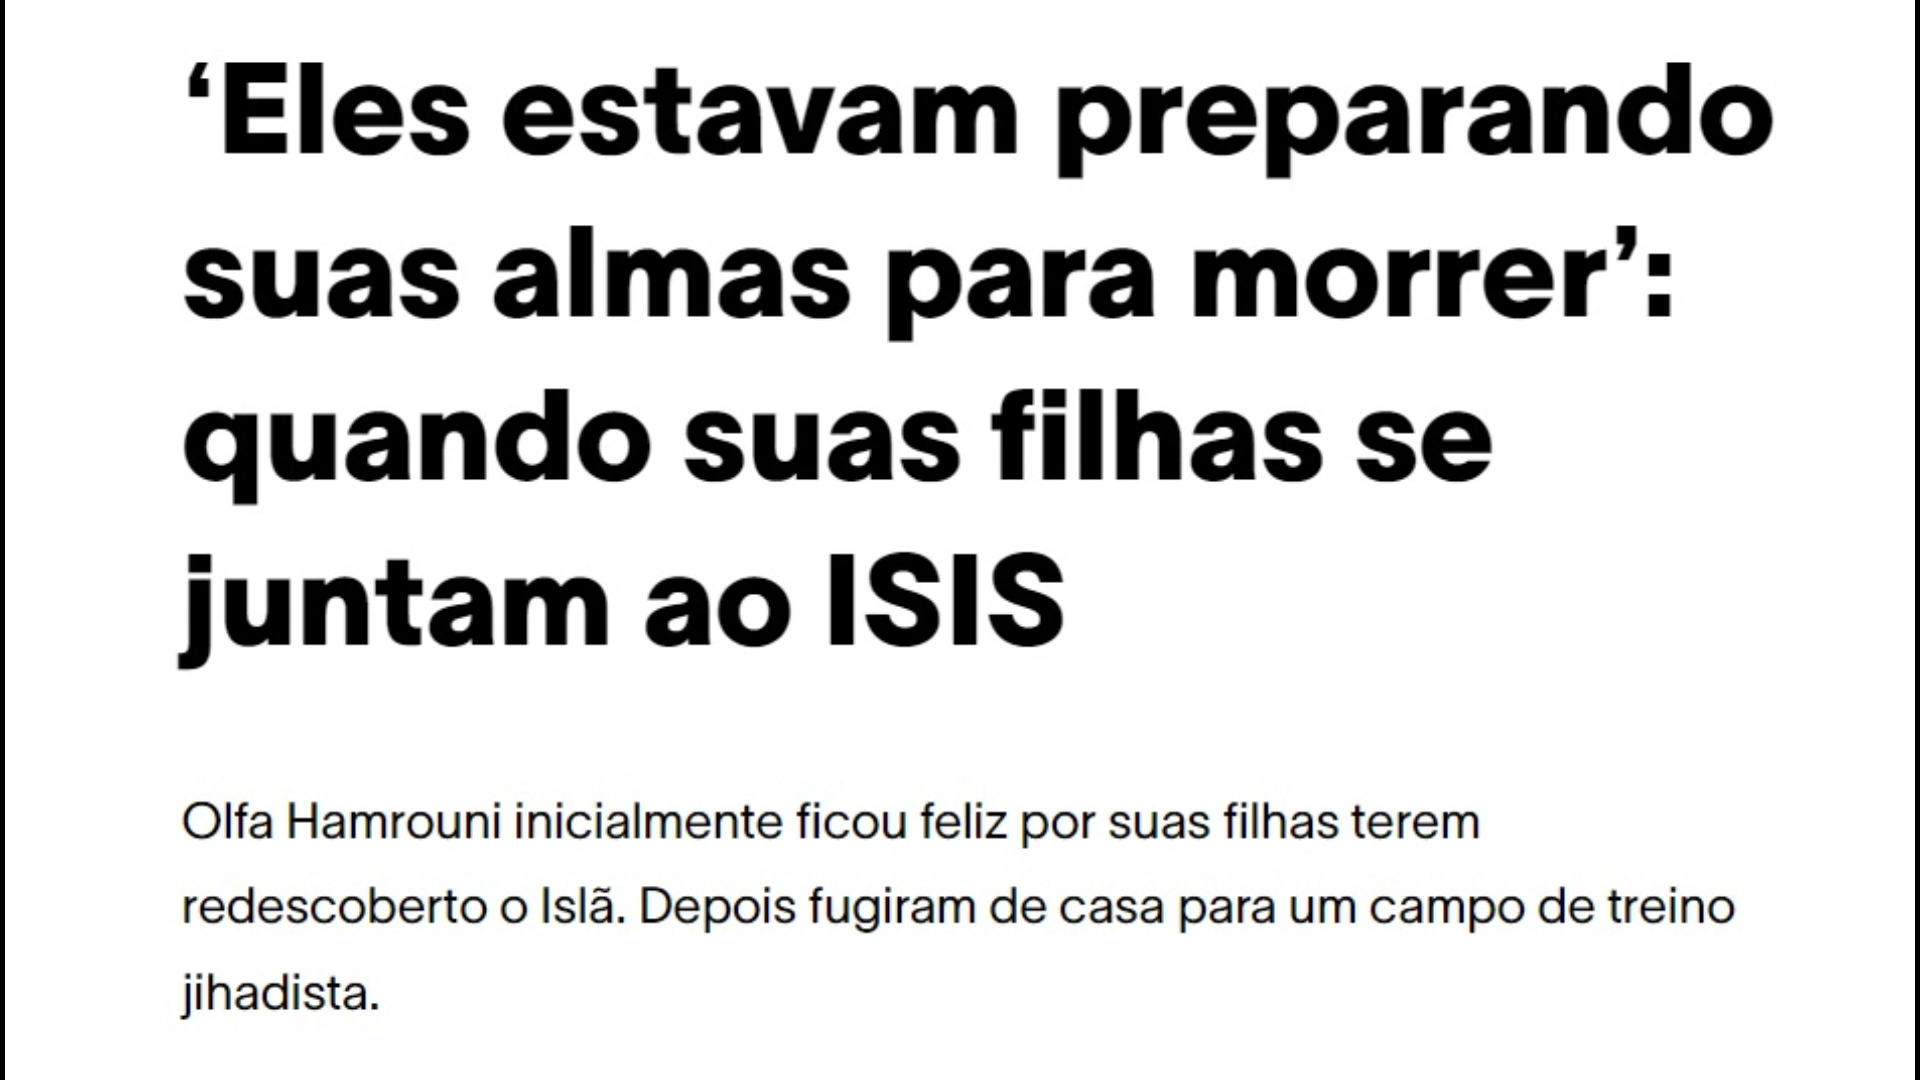 ‘Eles estavam preparando
suas almas para morrer’:
quando suas filhas se
juntam ao ISIS
Olfa Hamrouni inicialmente ficou feliz por suas filhas terem
redescoberto o Islã. Depois fugiram de casa para um campo de treino
jihadista.